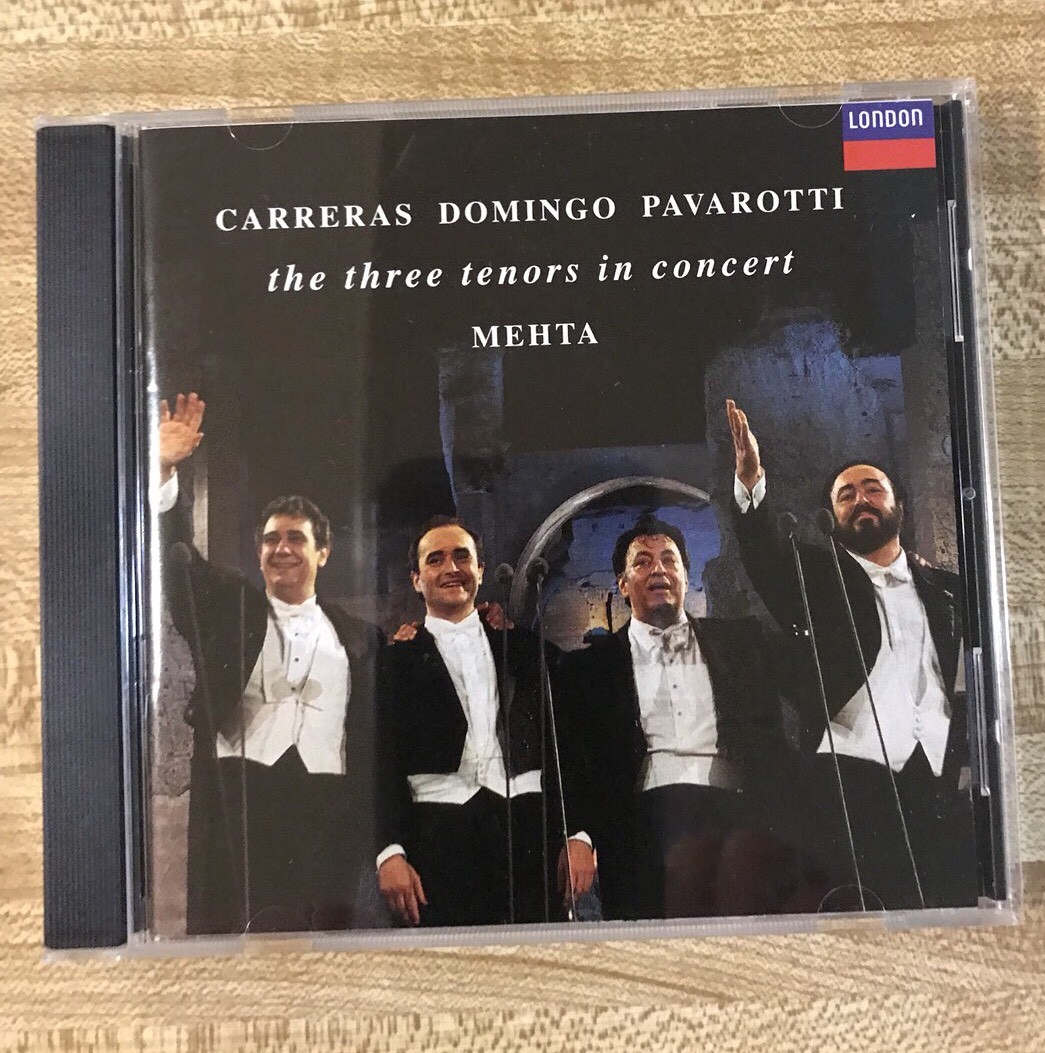 LONDON
CARRERAS DOMINGO PAVAROTTI
the three tenors in concert
MEHTA